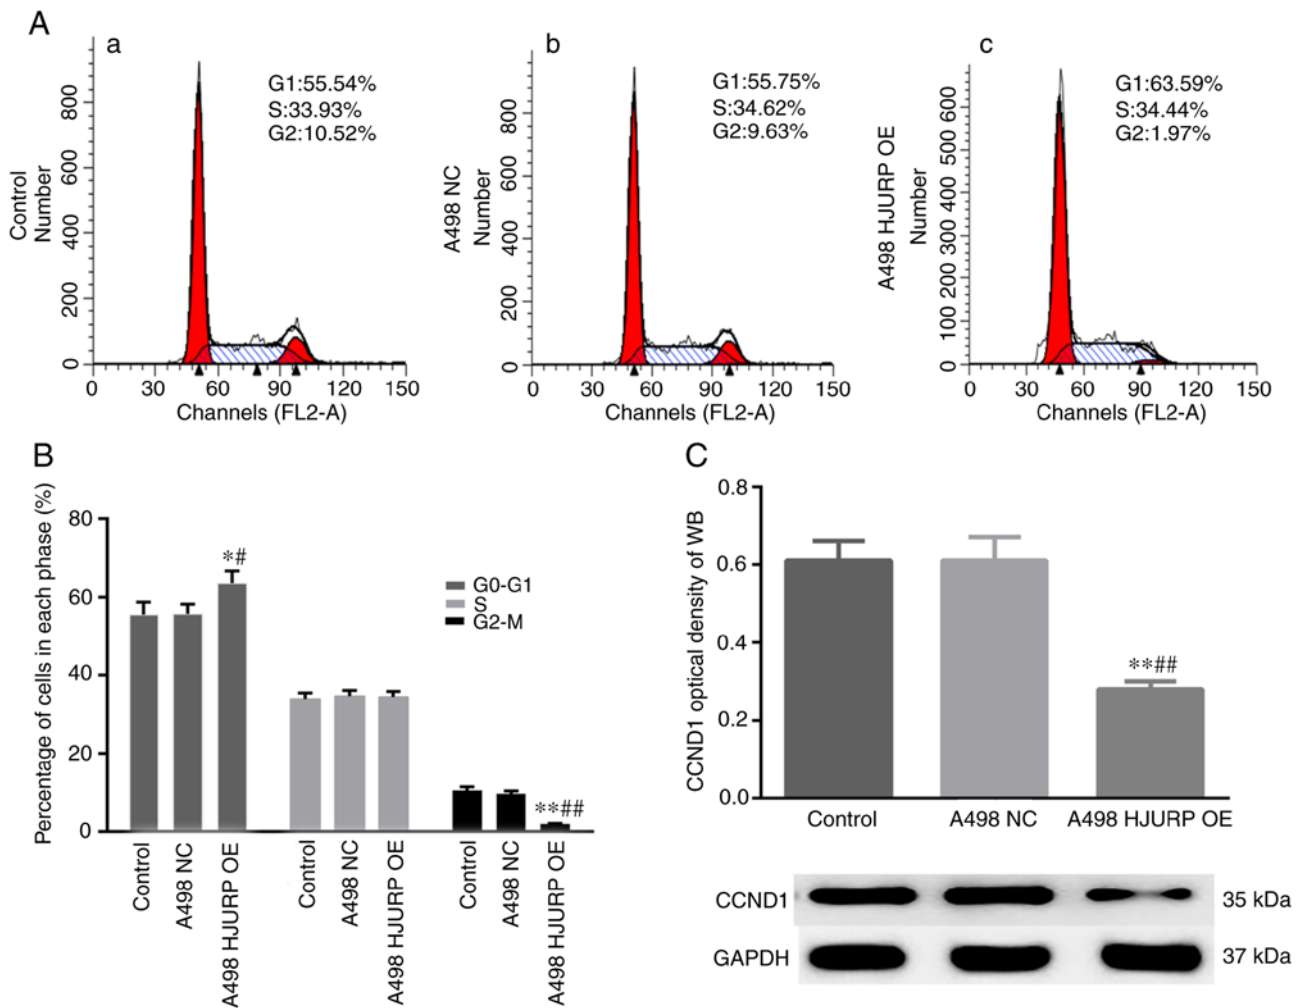 A
a
G1:55.54%
S:33.93%
G2:10.52%
Control
Number
800
600
400
200
0
0 30 60 90 120 150
Channels (FL2-A)
b
G1:55.75%
S:34.62%
G2:9.63%
A498 NC
Number
800
600
400
200
0
0 30 60 90 120 150
Channels (FL2-A)
c
G1:63.59%
S:34.44%
G2:1.97%
A498 HJURP OE
Number
600
500
400
300
200
100
0
0 30 60 90 120 150
Channels (FL2-A)
B
Percentage of cells in each phase (%)
80
60
40
20
0
*#
**##
G0-G1
S
G2-M
Control
A498 NC
A498 HJURP OE
Control
A498 NC
A498 HJURP OE
Control
A498 NC
A498 HJURP OE
C
CCND1 optical density of WB
0.8
0.6
0.4
0.2
0.0
**##
Control A498 NC A498 HJURP OE
CCND1 35 kDa
GAPDH 37 kDa